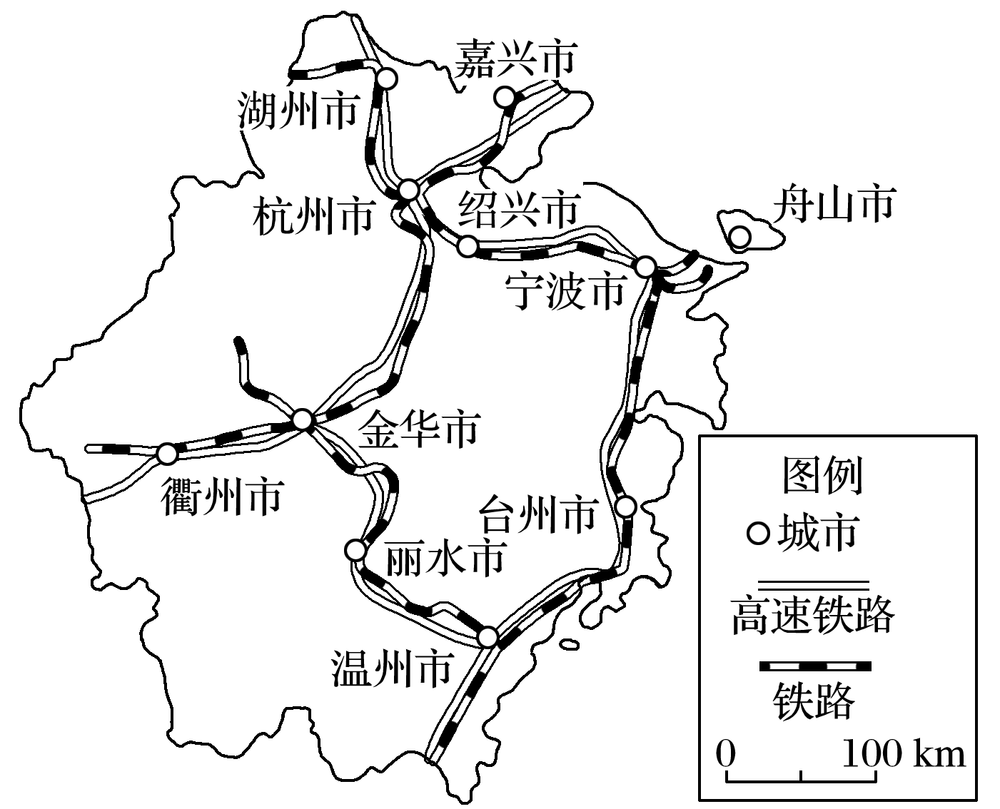 嘉兴市
湖州市
杭州市
绍兴市
舟山市
宁波市
金华市
衢州市
台州市
丽水市
温州市
图例
城市
高速铁路
铁路
0 100 km